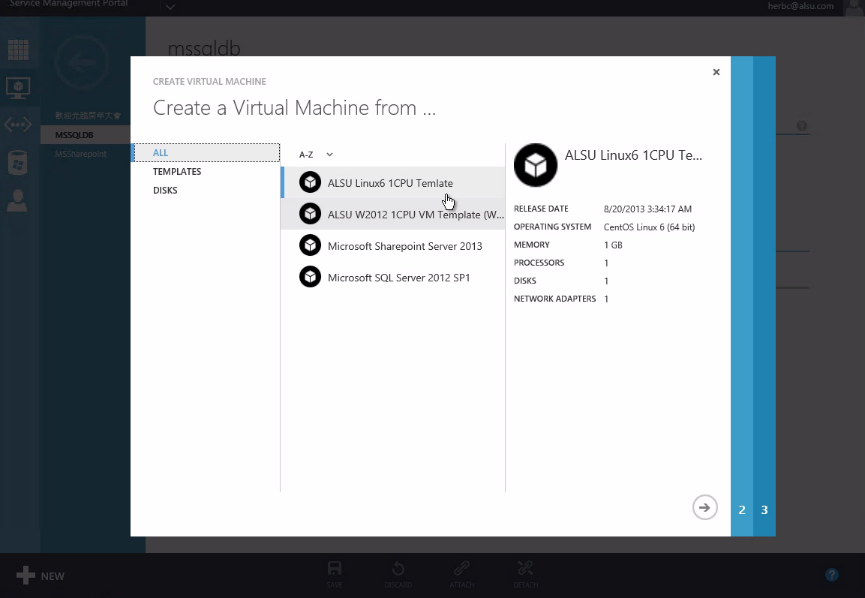 Service Management Portal
herbc@alsu.com
mssqldb
MSSQLDB
MSSharepoint
CREATE VIRTUAL MACHINE
Create a Virtual Machine from ...
ALL
TEMPLATES
DISKS
A-Z
ALSU Linux6 1CPU Temlate
ALSU W2012 1CPU VM Template (W...
Microsoft Sharepoint Server 2013
Microsoft SQL Server 2012 SP1
ALSU Linux6 1CPU Te...
RELEASE DATE 8/20/2013 3:34:17 AM
OPERATING SYSTEM CentOS Linux 6 (64 bit)
MEMORY 1 GB
PROCESSORS 1
DISKS 1
NETWORK ADAPTERS 1
2 3
NEW
SAVE
DISCARD
ATTACH
DETACH